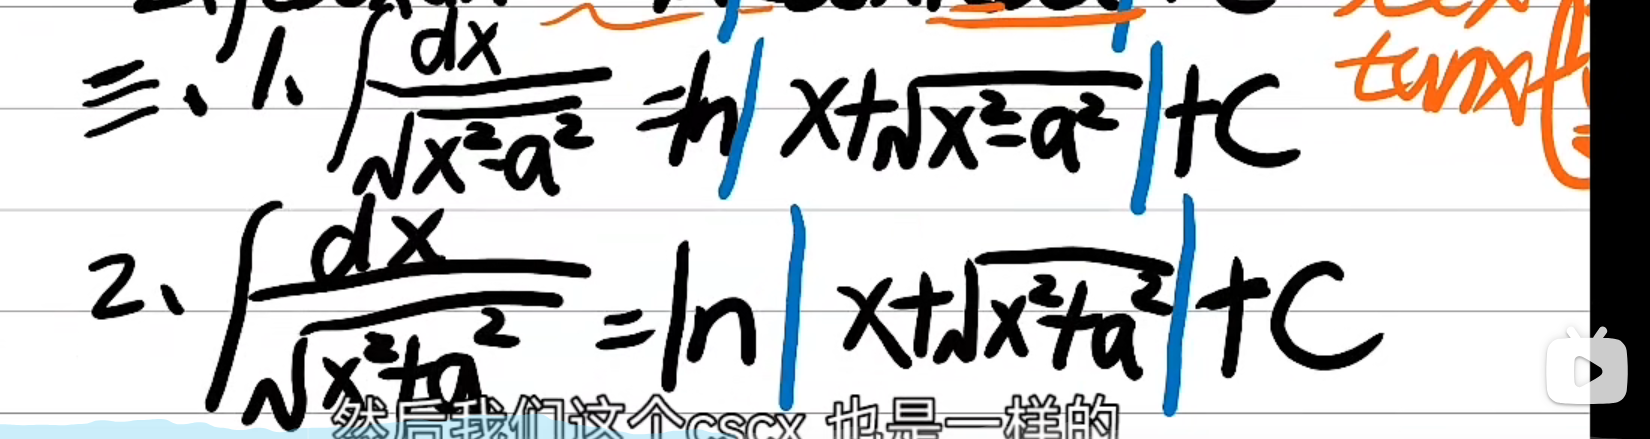 三、1、∫dx/√(x²-a²) = ln|x+√(x²-a²)|+C
tanx
2、∫dx/√(x²+a²) = ln|x+√(x²+a²)|+C
然后我们这个cscx 也是一样的